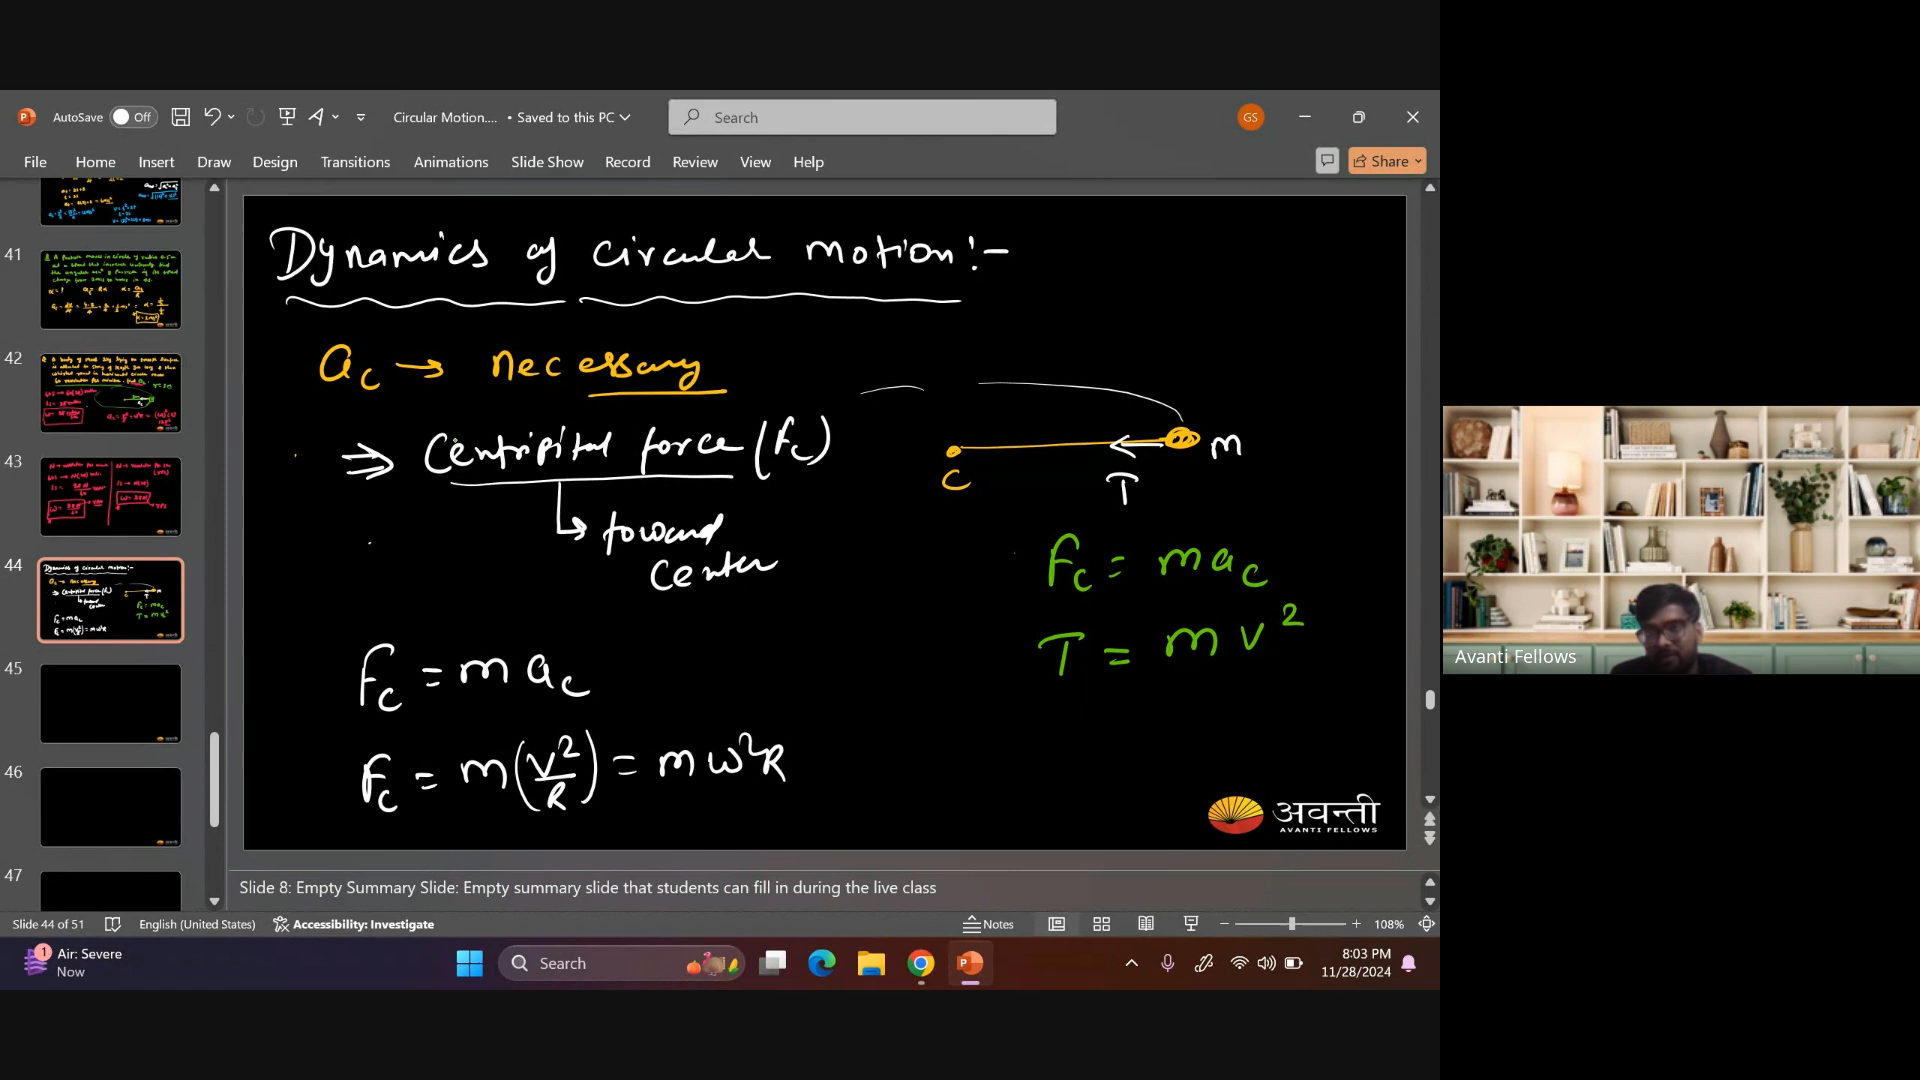 AutoSave Off Circular Motion.... • Saved to this PC Search GS
File Home Insert Draw Design Transitions Animations Slide Show Record Review View Help Share
41
42
43
44
45
46
47
Dynamics of circular motion:-
ac → necessary
⇒ Centripital force (Fc)
↳ toward
center
C
T
m
Fc = mac
T = mv²
Fc = m ac
Fc = m(v²/R) = mω²R
अवन्ती
AVANTI FELLOWS
Slide 8: Empty Summary Slide: Empty summary slide that students can fill in during the live class
Slide 44 of 51 English (United States) Accessibility: Investigate Notes 108%
1 Air: Severe
Now
Search
8:03 PM
11/28/2024
Avanti Fellows